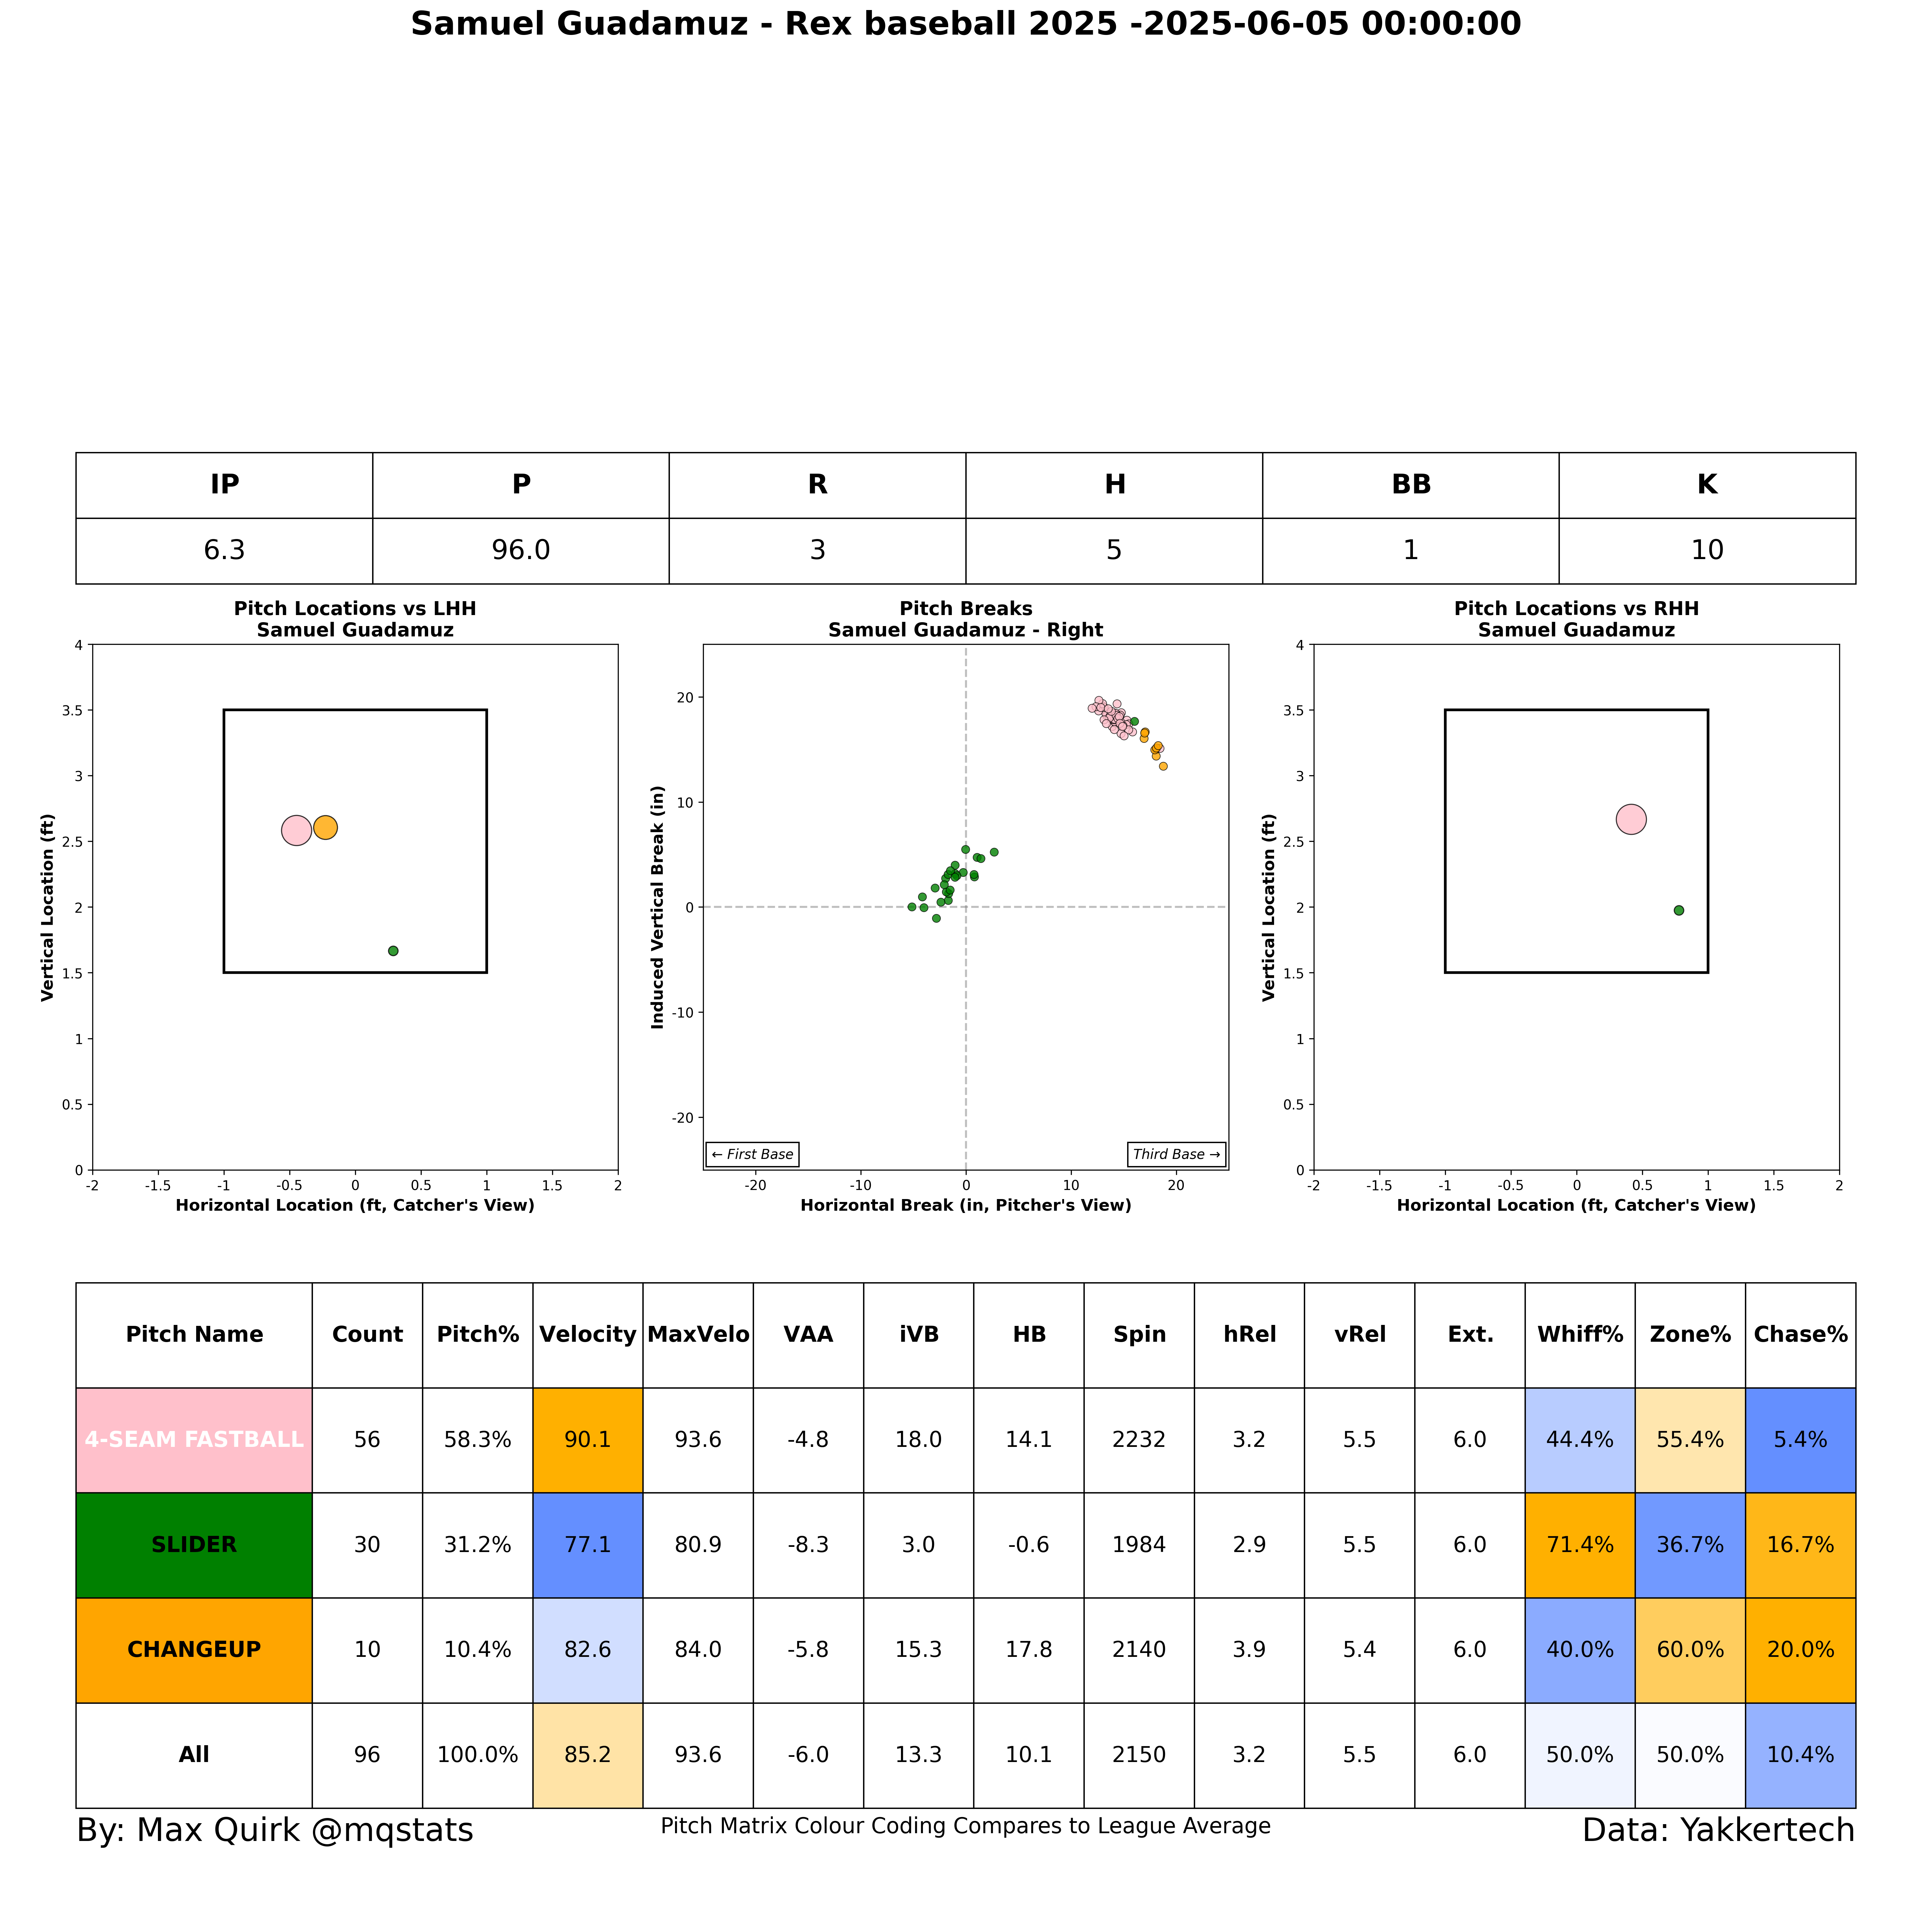 Samuel Guadamuz - Rex baseball 2025 -2025-06-05 00:00:00
IP P R H BB K
6.3 96.0 3 5 1 10
Pitch Locations vs LHH
Samuel Guadamuz
4
3.5
3
2.5
2
1.5
1
0.5
0
Vertical Location (ft)
-2 -1.5 -1 -0.5 0 0.5 1 1.5 2
Horizontal Location (ft, Catcher's View)
Pitch Breaks
Samuel Guadamuz - Right
20
10
0
-10
-20
Induced Vertical Break (in)
← First Base
Third Base →
-20 -10 0 10 20
Horizontal Break (in, Pitcher's View)
Pitch Locations vs RHH
Samuel Guadamuz
4
3.5
3
2.5
2
1.5
1
0.5
0
Vertical Location (ft)
-2 -1.5 -1 -0.5 0 0.5 1 1.5 2
Horizontal Location (ft, Catcher's View)
Pitch Name Count Pitch% Velocity MaxVelo VAA iVB HB Spin hRel vRel Ext. Whiff% Zone% Chase%
4-SEAM FASTBALL 56 58.3% 90.1 93.6 -4.8 18.0 14.1 2232 3.2 5.5 6.0 44.4% 55.4% 5.4%
SLIDER 30 31.2% 77.1 80.9 -8.3 3.0 -0.6 1984 2.9 5.5 6.0 71.4% 36.7% 16.7%
CHANGEUP 10 10.4% 82.6 84.0 -5.8 15.3 17.8 2140 3.9 5.4 6.0 40.0% 60.0% 20.0%
All 96 100.0% 85.2 93.6 -6.0 13.3 10.1 2150 3.2 5.5 6.0 50.0% 50.0% 10.4%
By: Max Quirk @mqstats
Pitch Matrix Colour Coding Compares to League Average
Data: Yakkertech